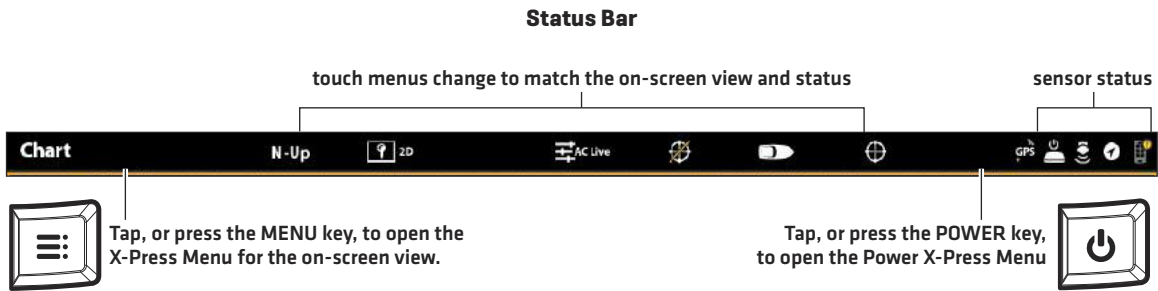 Status Bar
touch menus change to match the on-screen view and status
sensor status
Chart N-Up 2D AC Live GPS
Tap, or press the MENU key, to open the
X-Press Menu for the on-screen view.
Tap, or press the POWER key,
to open the Power X-Press Menu